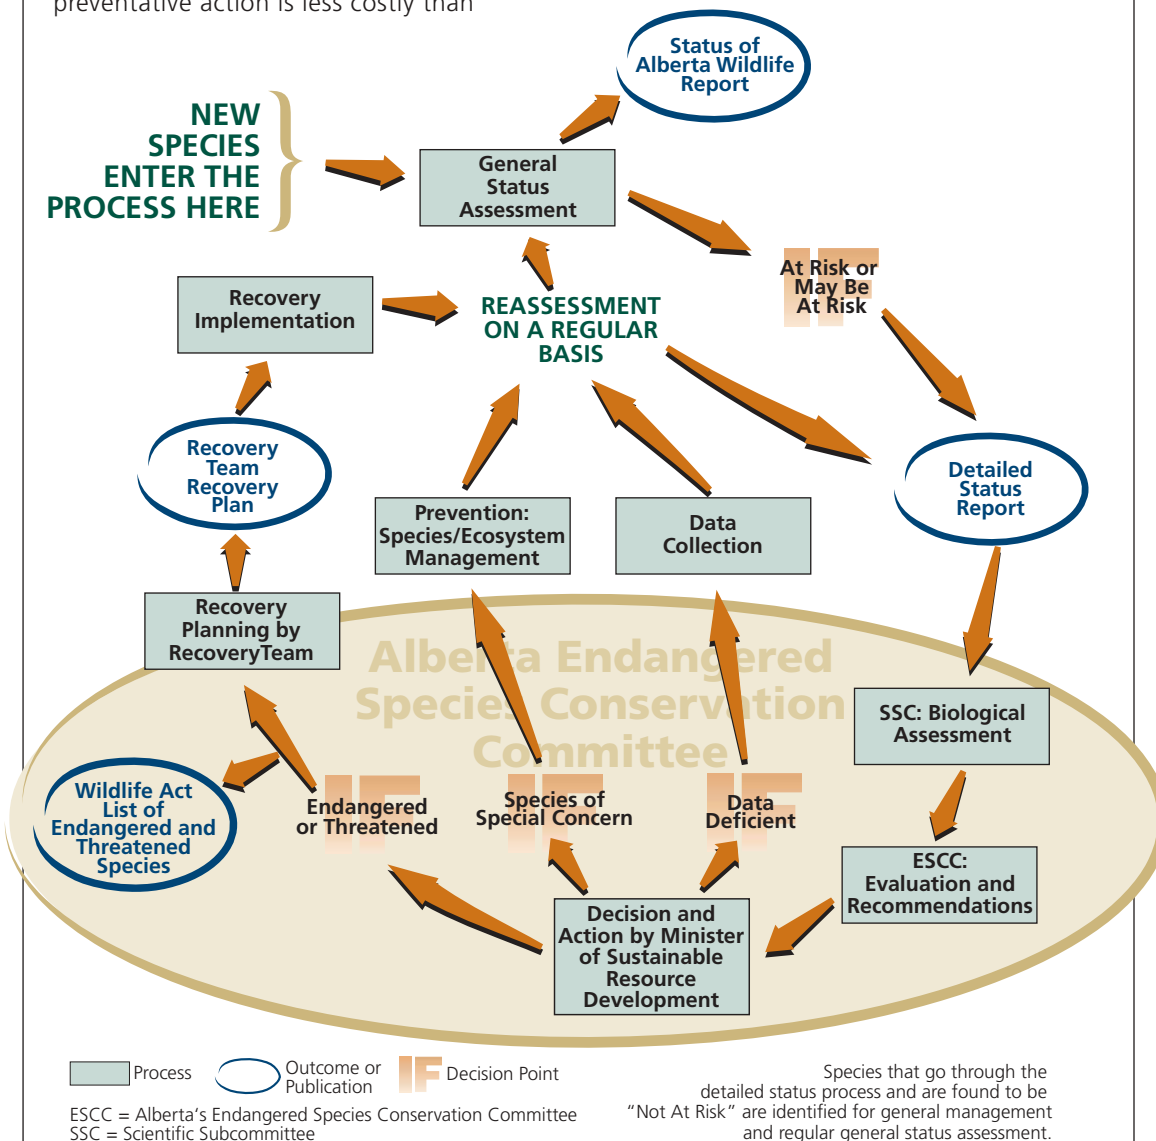 preventative action is less costly than
Status of
Alberta Wildlife
Report
NEW
SPECIES
ENTER THE
PROCESS HERE
General
Status
Assessment
IF
At Risk or
May Be
At Risk
Recovery
Implementation
REASSESSMENT
ON A REGULAR
BASIS
Recovery
Team
Recovery
Plan
Detailed
Status
Report
Prevention:
Species/Ecosystem
Management
Data
Collection
Recovery
Planning by
RecoveryTeam
Alberta Endangered
Species Conservation
Committee
SSC: Biological
Assessment
Wildlife Act
List of
Endangered and
Threatened
Species
IF
Endangered
or Threatened
IF
Species of
Special Concern
IF
Data
Deficient
ESCC:
Evaluation and
Recommendations
Decision and
Action by Minister
of Sustainable
Resource
Development
Process
Outcome or
Publication
IF
Decision Point
ESCC = Alberta's Endangered Species Conservation Committee
SSC = Scientific Subcommittee
Species that go through the
detailed status process and are found to be
“Not At Risk” are identified for general management
and regular general status assessment.